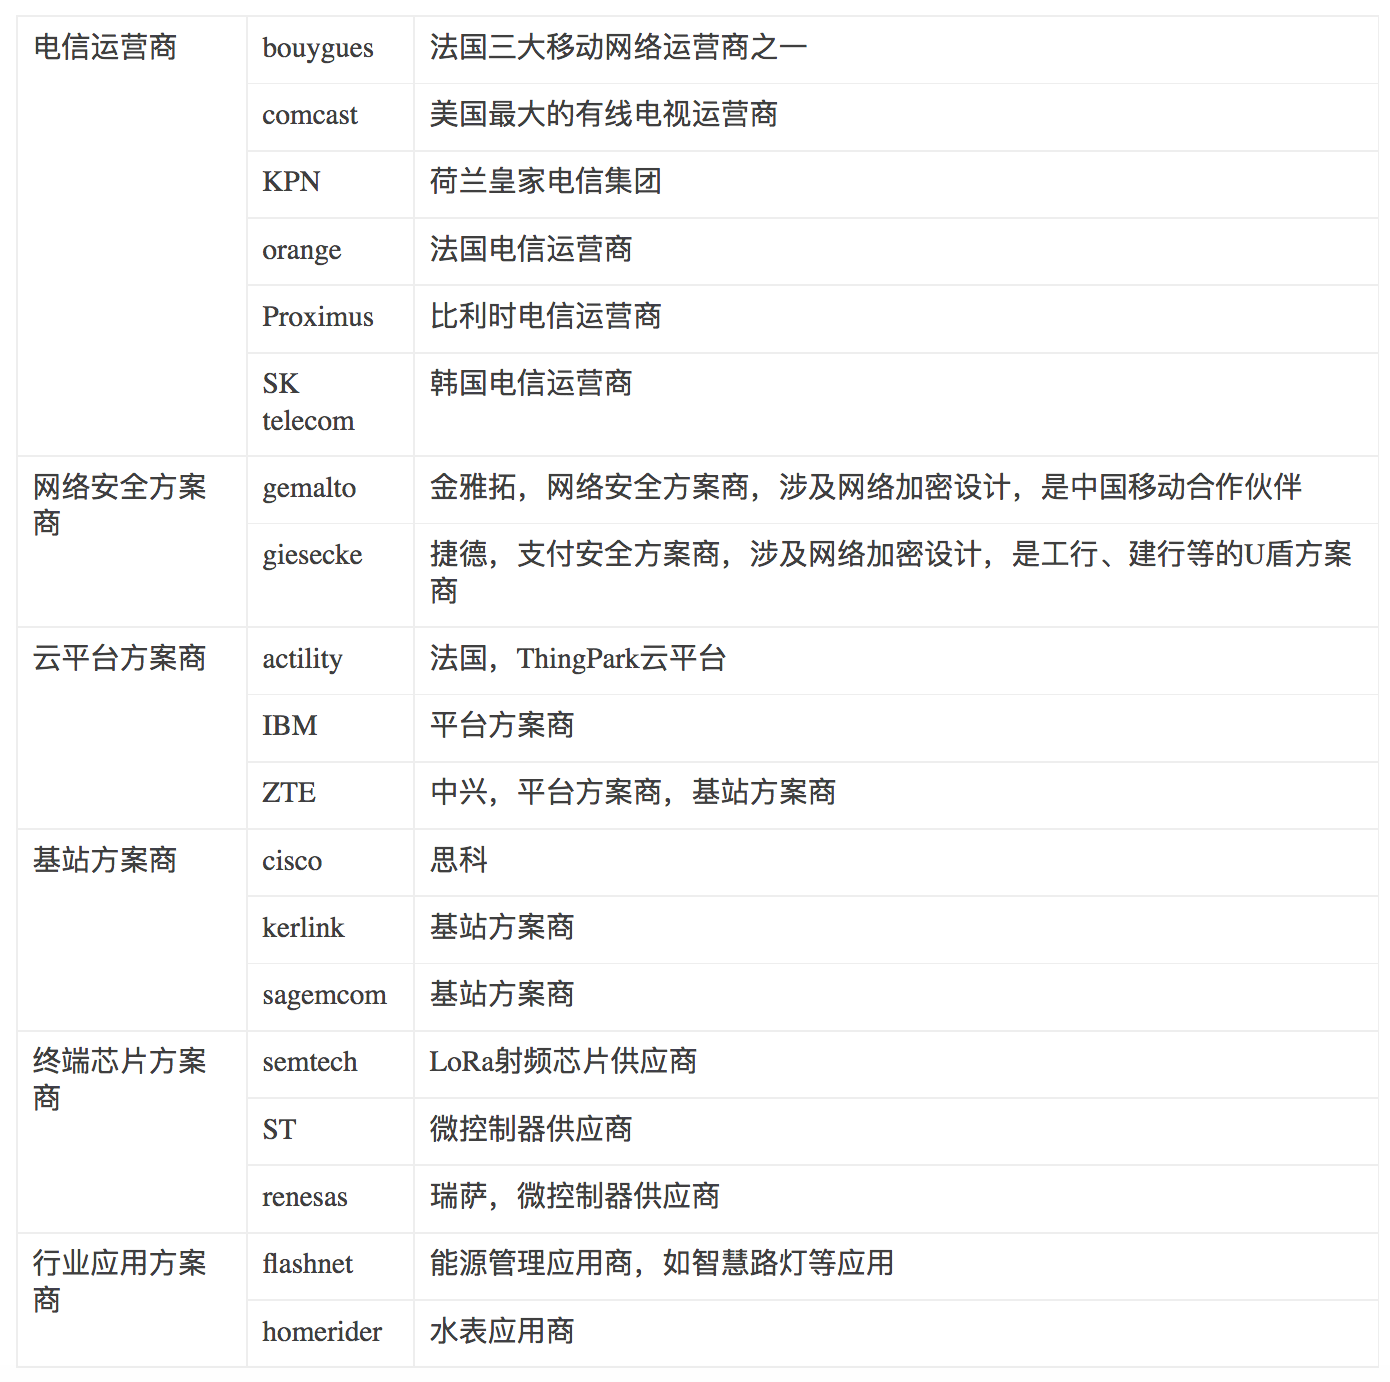 电信运营商
bouygues
法国三大移动网络运营商之一
comcast
美国最大的有线电视运营商
KPN
荷兰皇家电信集团
orange
法国电信运营商
Proximus
比利时电信运营商
SK
telecom
韩国电信运营商
网络安全方案
商
gemalto
金雅拓，网络安全方案商，涉及网络加密设计，是中国移动合作伙伴
giesecke
捷德，支付安全方案商，涉及网络加密设计，是工行、建行等的U盾方案
商
云平台方案商
actility
法国，ThingPark云平台
IBM
平台方案商
ZTE
中兴，平台方案商，基站方案商
基站方案商
cisco
思科
kerlink
基站方案商
sagemcom
基站方案商
终端芯片方案
商
semtech
LoRa射频芯片供应商
ST
微控制器供应商
renesas
瑞萨，微控制器供应商
行业应用方案
商
flashnet
能源管理应用商，如智慧路灯等应用
homerider
水表应用商